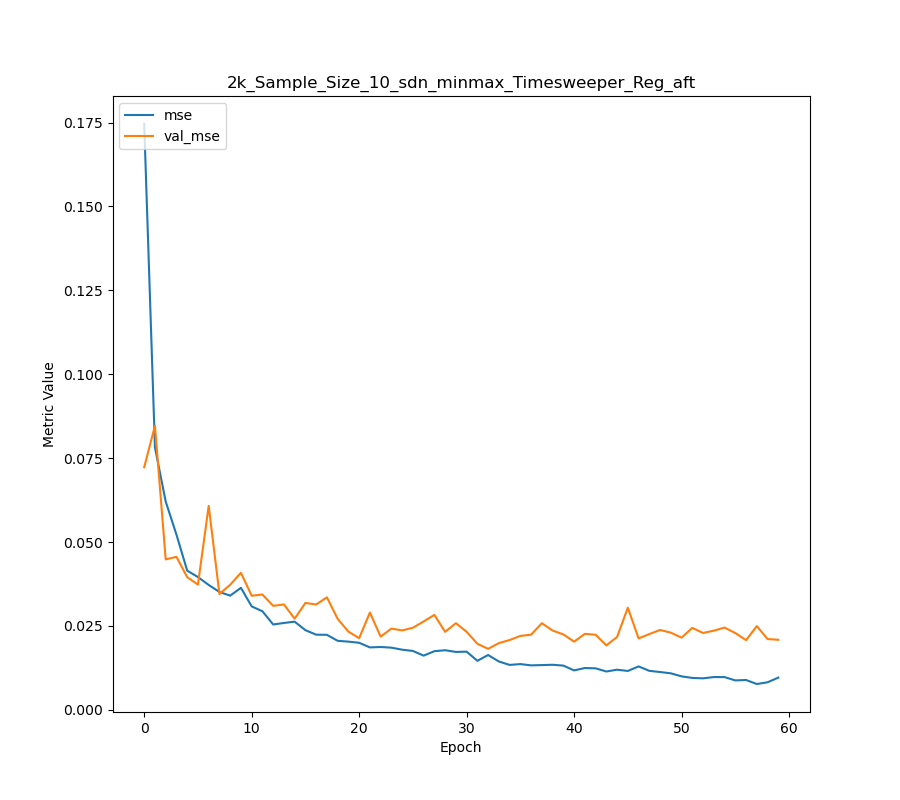 2k_Sample_Size_10_sdn_minmax_Timesweeper_Reg_aft
mse
val_mse
0.175
0.150
0.125
0.100
0.075
0.050
0.025
0.000
Metric Value
0 10 20 30 40 50 60
Epoch